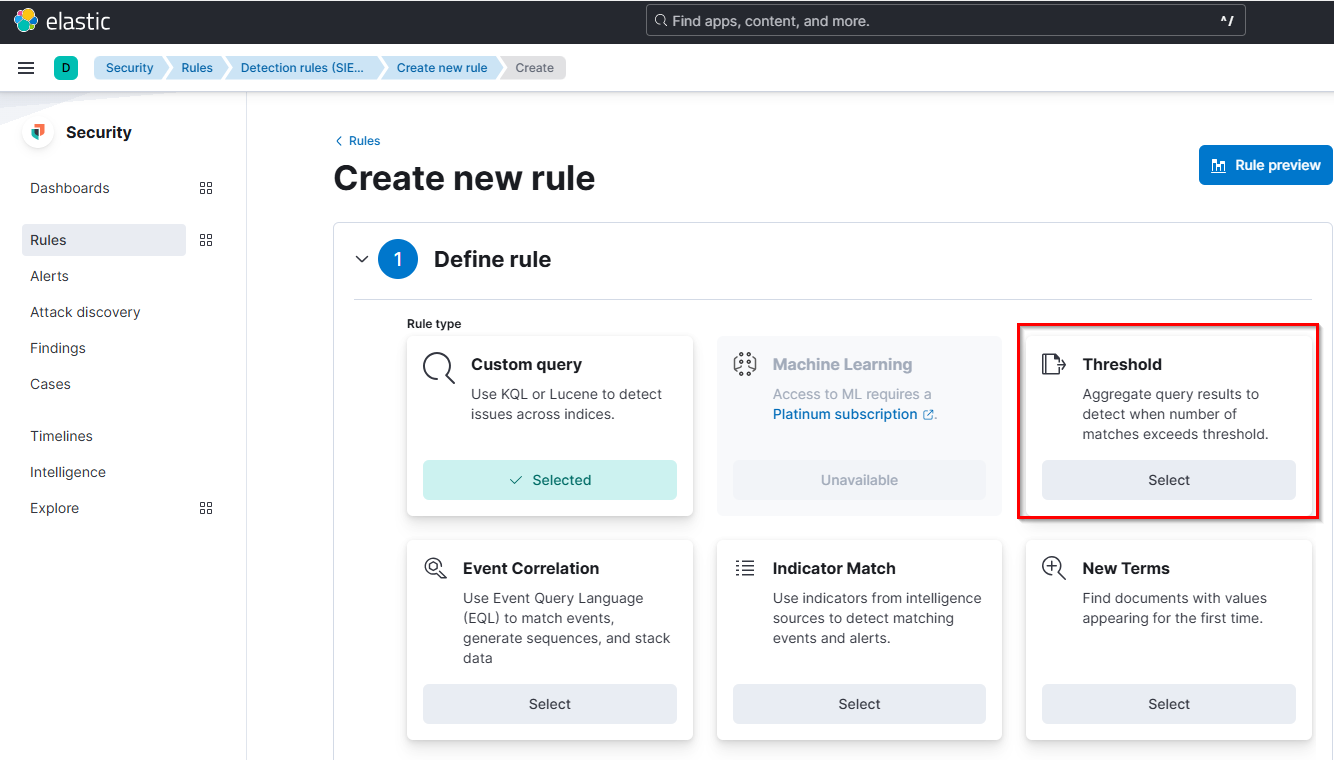 elastic
Find apps, content, and more.
^/
D
Security
Rules
Detection rules (SIE...
Create new rule
Create
Security
Dashboards
Rules
Alerts
Attack discovery
Findings
Cases
Timelines
Intelligence
Explore
Rules
Create new rule
Rule preview
1
Define rule
Rule type
Custom query
Use KQL or Lucene to detect
issues across indices.
Selected
Machine Learning
Access to ML requires a
Platinum subscription .
Unavailable
Threshold
Aggregate query results to
detect when number of
matches exceeds threshold.
Select
Event Correlation
Use Event Query Language
(EQL) to match events,
generate sequences, and stack
data
Select
Indicator Match
Use indicators from intelligence
sources to detect matching
events and alerts.
Select
New Terms
Find documents with values
appearing for the first time.
Select